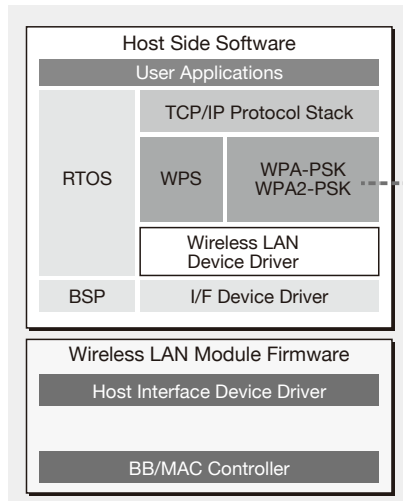 Host Side Software
User Applications
TCP/IP Protocol Stack
RTOS
WPS
WPA-PSK
WPA2-PSK
Wireless LAN
Device Driver
BSP
I/F Device Driver
Wireless LAN Module Firmware
Host Interface Device Driver
BB/MAC Controller